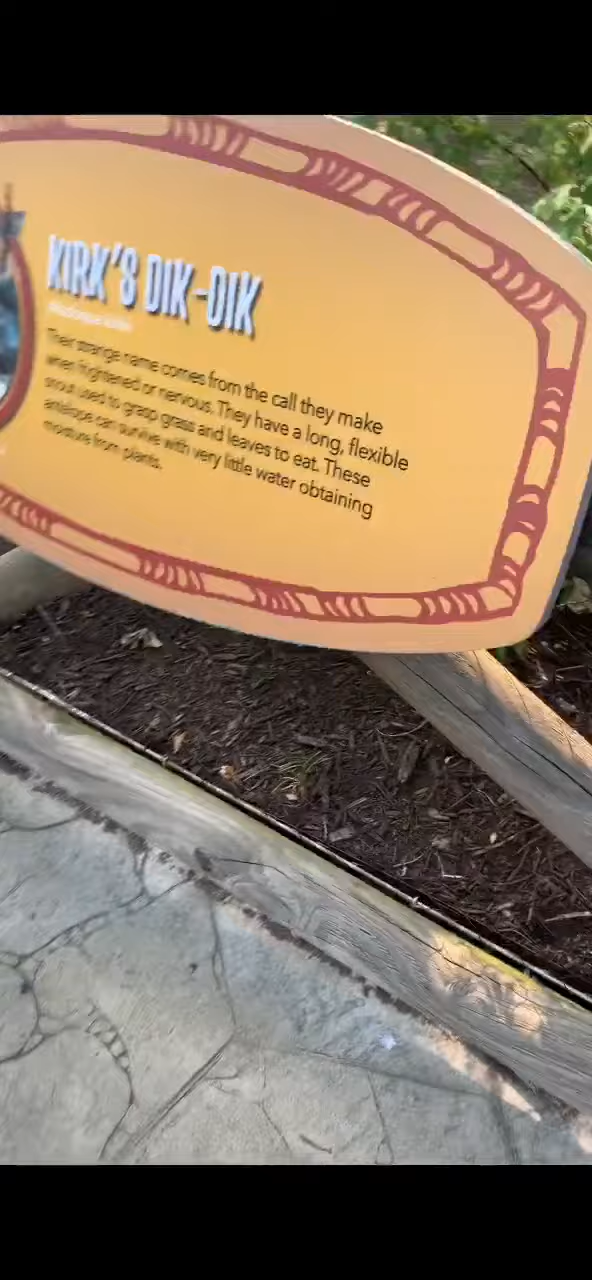 KIRK'S DIK-DIK
Their strange name comes from the call they make
when frightened or nervous. They have a long, flexible
snout used to grasp grass and leaves to eat. These
antelope can survive with very little water obtaining
moisture from plants.